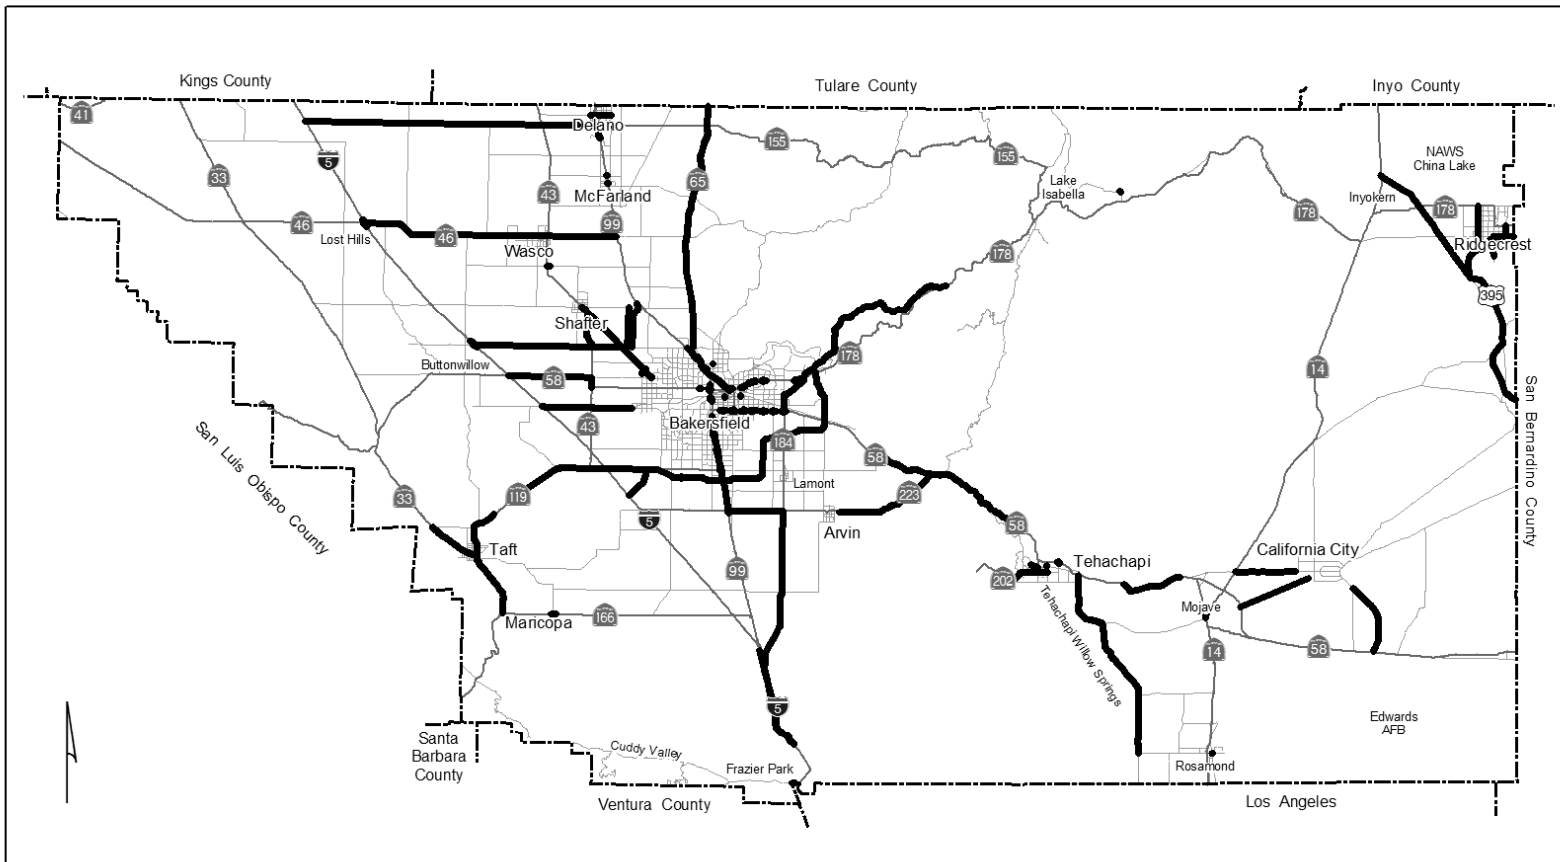 Kings County
Tulare County
Inyo County
41
Delano
155
155
5
33
65
43
McFarland
NAWS
China Lake
Lake
Isabella
Inyokern
178
178
46
46
99
Lost Hills
Wasco
178
Ridgecrest
395
Shafter
178
Buttonwillow
58
14
San Bernardino County
Bakersfield
43
184
San Luis Obispo County
58
Lamont
33
119
223
5
Arvin
58
Taft
California City
99
202
Tehachapi
Maricopa
166
Mojave
Tehachapi Willow Springs
14
58
5
Edwards
AFB
Santa
Barbara
County
Cuddy Valley
Frazier Park
Rosamond
Ventura County
Los Angeles